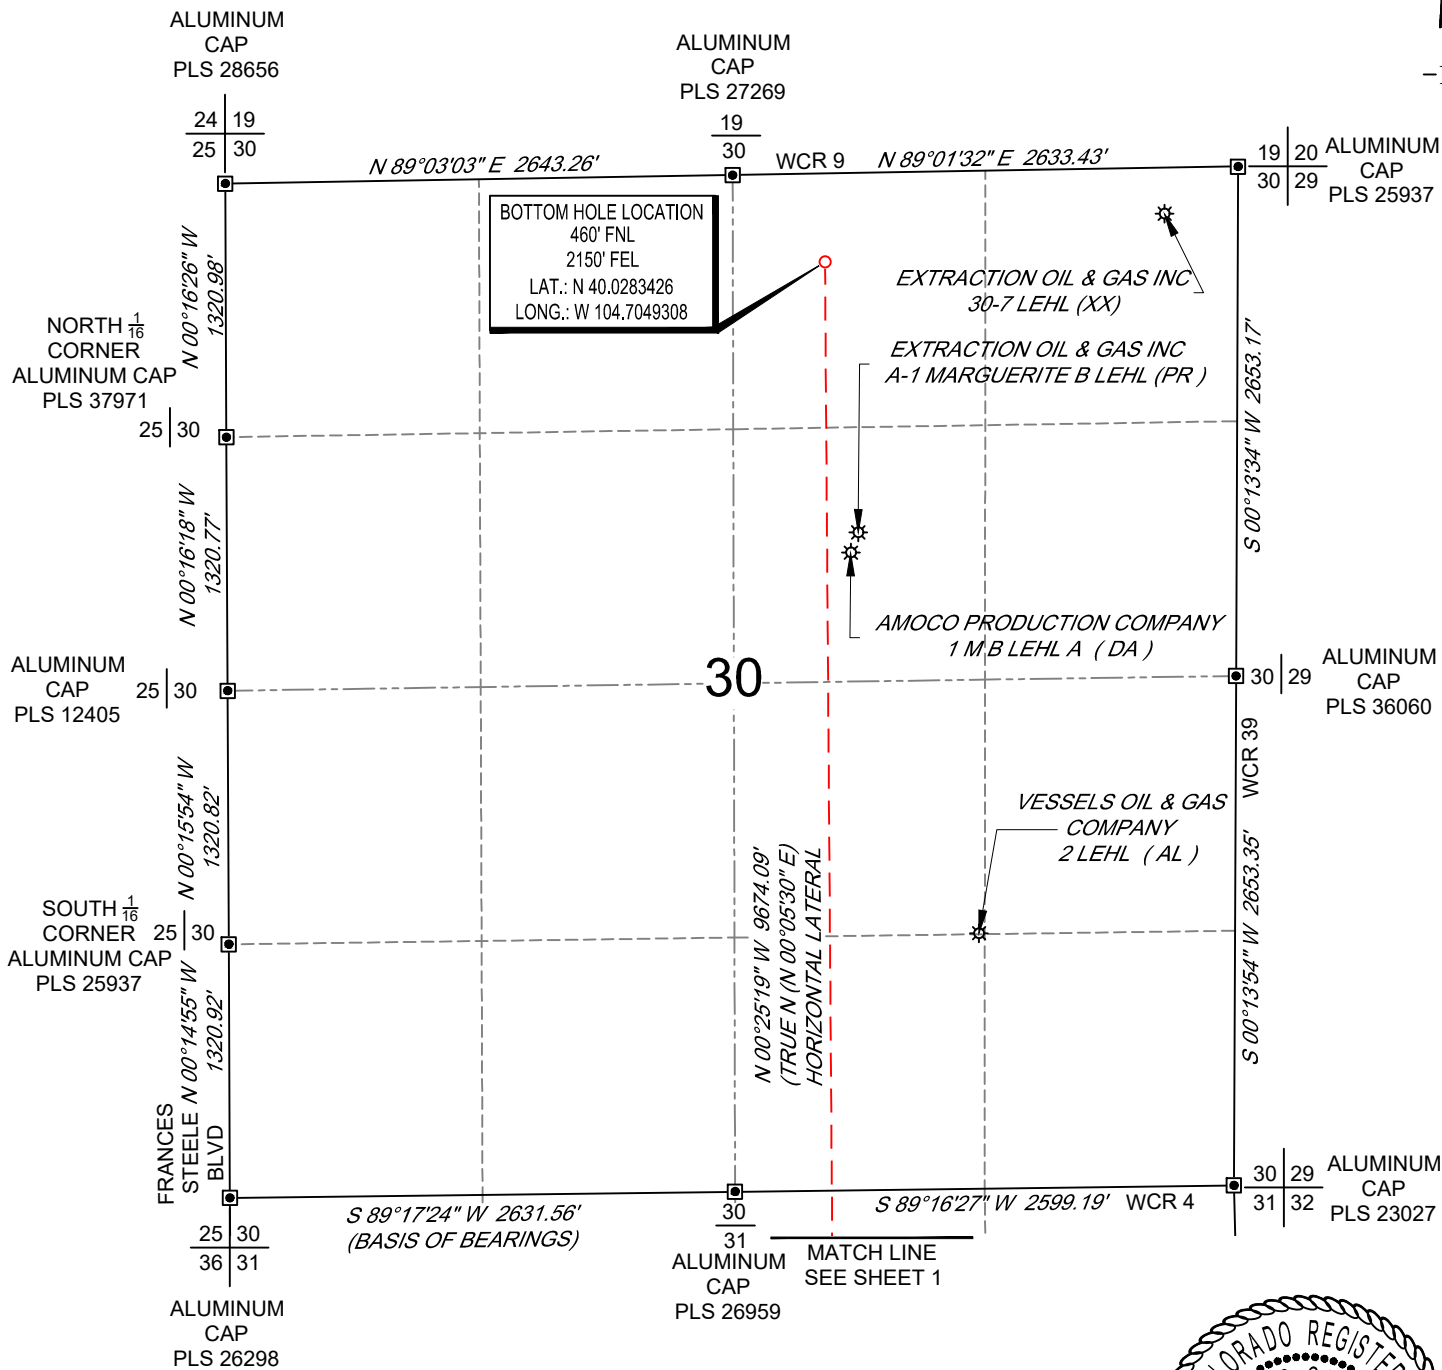 ALUMINUM
CAP
PLS 28656
ALUMINUM
CAP
PLS 27269
24 19
25 30
19
30
WCR 9
N 89°03'03" E 2643.26'
N 89°01'32" E 2633.43'
19 20
30 29
ALUMINUM
CAP
PLS 25937
BOTTOM HOLE LOCATION
460' FNL
2150' FEL
LAT.: N 40.0283426
LONG.: W 104.7049308
N 00°16'26" W
1320.98'
EXTRACTION OIL & GAS INC
30-7 LEHL (XX)
NORTH 1/16
CORNER
ALUMINUM CAP
PLS 37971
25 30
EXTRACTION OIL & GAS INC
A-1 MARGUERITE B LEHL (PR )
S 00°13'34" W 2653.17'
N 00°16'18" W
1320.77'
AMOCO PRODUCTION COMPANY
1 M B LEHL A ( DA )
ALUMINUM
CAP
PLS 12405
25 30
30
30 29
ALUMINUM
CAP
PLS 36060
WCR 39
N 00°15'54" W
1320.82'
VESSELS OIL & GAS
COMPANY
2 LEHL ( AL )
S 00°13'54" W 2653.35'
SOUTH 1/16
CORNER
ALUMINUM CAP
PLS 25937
25 30
N 00°25'19" W 9674.09'
(TRUE N (N 00°05'30" E)
HORIZONTAL LATERAL
N 00°14'55" W
1320.92'
FRANCES
STEELE
BLVD
S 89°17'24" W 2631.56'
(BASIS OF BEARINGS)
S 89°16'27" W 2599.19'
WCR 4
30 29
31 32
ALUMINUM
CAP
PLS 23027
25 30
36 31
30
31
ALUMINUM
CAP
PLS 26959
MATCH LINE
SEE SHEET 1
ALUMINUM
CAP
PLS 26298
ORADO REGISTE